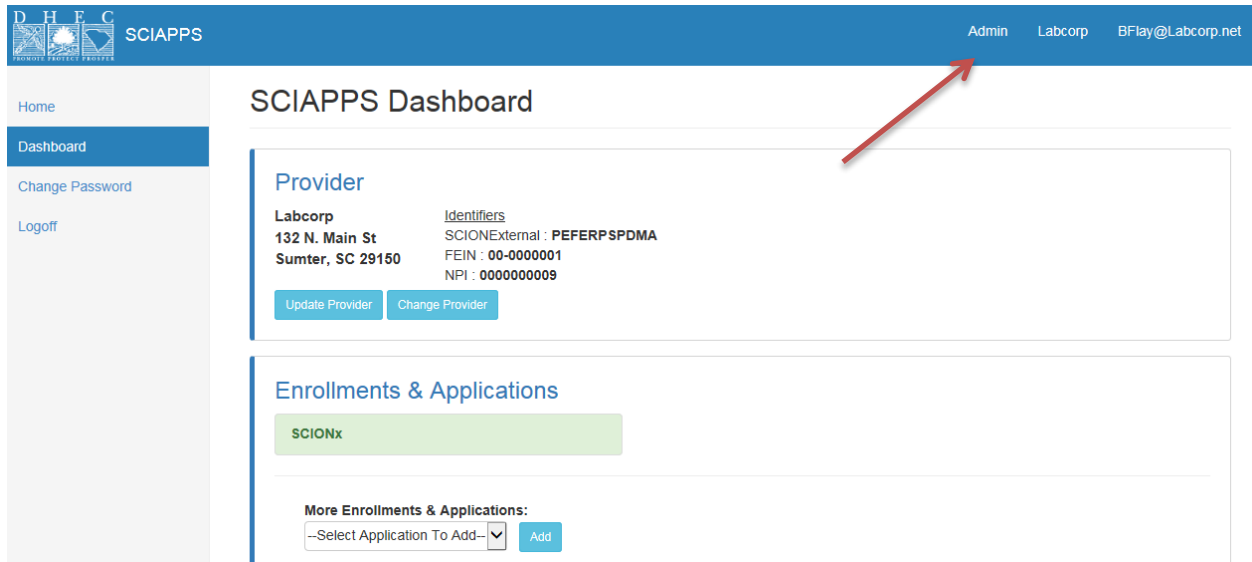 D H E C
PROMOTE PROTECT PROSPER
SCIAPPS
Admin Labcorp BFlay@Labcorp.net
Home
Dashboard
Change Password
Logoff
SCIAPPS Dashboard
Provider
Labcorp
132 N. Main St
Sumter, SC 29150
Identifiers
SCIONExternal : PEFERPSPDMA
FEIN : 00-0000001
NPI : 0000000009
Update Provider Change Provider
Enrollments & Applications
SCIONx
More Enrollments & Applications:
--Select Application To Add-- Add